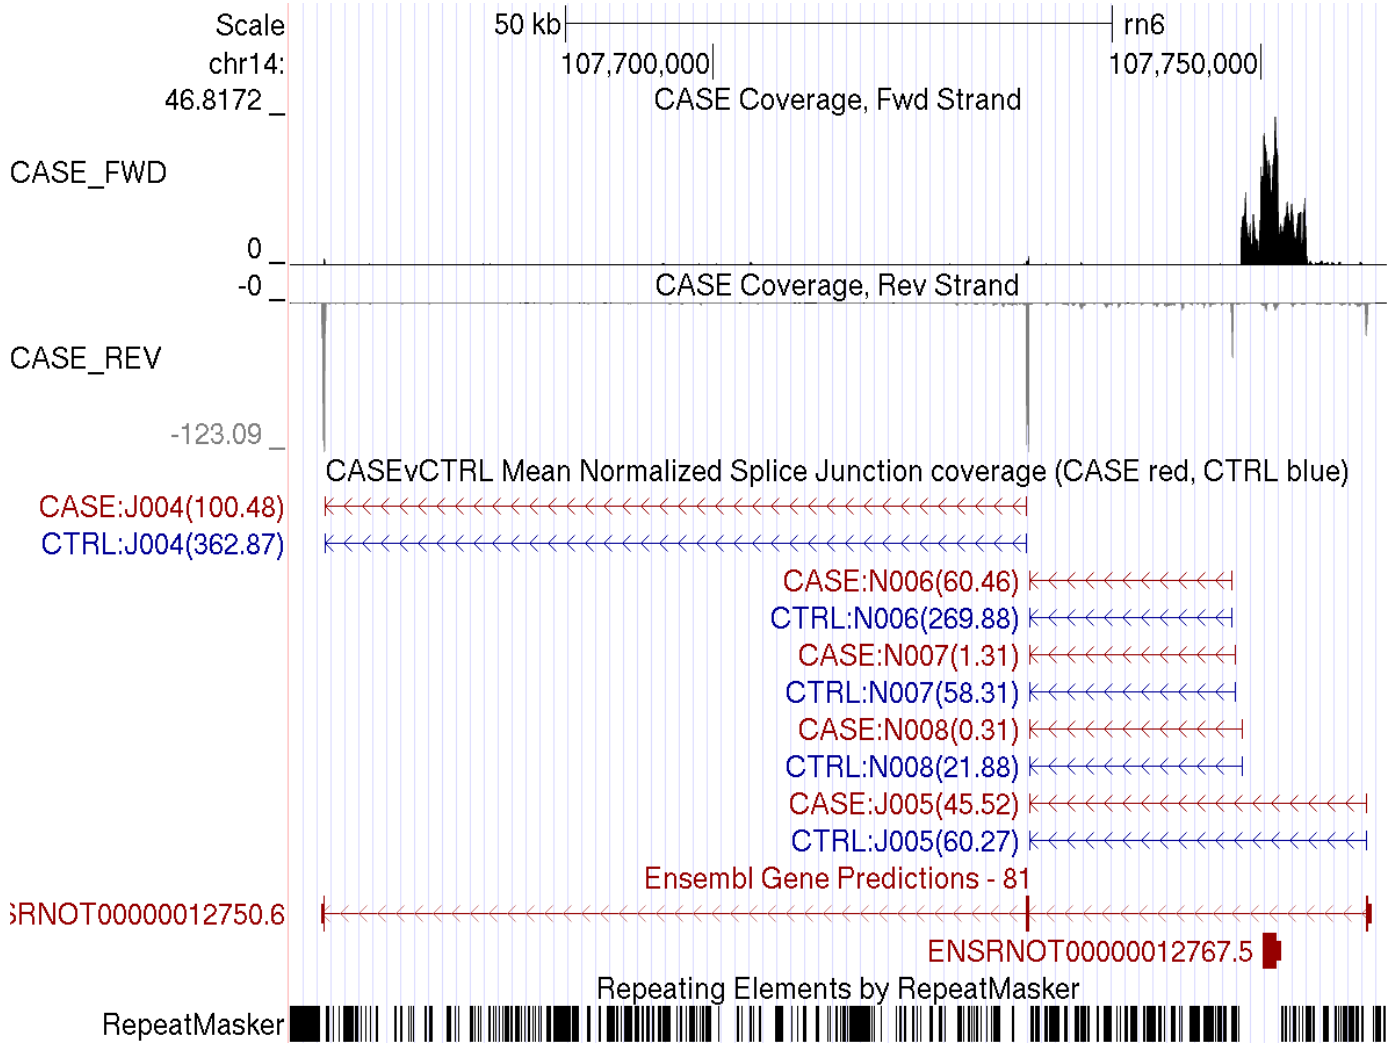 Scale 50 kb rn6
chr14: 107,700,000 107,750,000
46.8172 CASE Coverage, Fwd Strand
CASE_FWD
0
-0 CASE Coverage, Rev Strand
CASE_REV
-123.09
CASEvCTRL Mean Normalized Splice Junction coverage (CASE red, CTRL blue)
CASE:J004(100.48)
CTRL:J004(362.87)
CASE:N006(60.46)
CTRL:N006(269.88)
CASE:N007(1.31)
CTRL:N007(58.31)
CASE:N008(0.31)
CTRL:N008(21.88)
CASE:J005(45.52)
CTRL:J005(60.27)
Ensembl Gene Predictions - 81
SRNOT00000012750.6
ENSRNOT00000012767.5
Repeating Elements by RepeatMasker
RepeatMasker